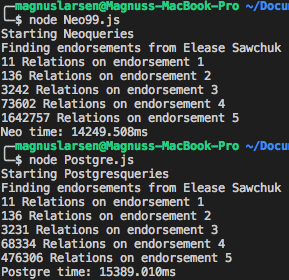 magnuslarsen@Magnuss-MacBook-Pro ~/Docu
$ node Neo99.js
Starting Neoqueries
Finding endorsements from Elease Sawchuk
11 Relations on endorsement 1
136 Relations on endorsement 2
3242 Relations on endorsement 3
73602 Relations on endorsement 4
1642757 Relations on endorsement 5
Neo time: 14249.508ms
magnuslarsen@Magnuss-MacBook-Pro ~/Docu
$ node Postgre.js
Starting Postgresqueries
Finding endorsements from Elease Sawchuk
11 Relations on endorsement 1
136 Relations on endorsement 2
3231 Relations on endorsement 3
68334 Relations on endorsement 4
476306 Relations on endorsement 5
Postgre time: 15389.010ms